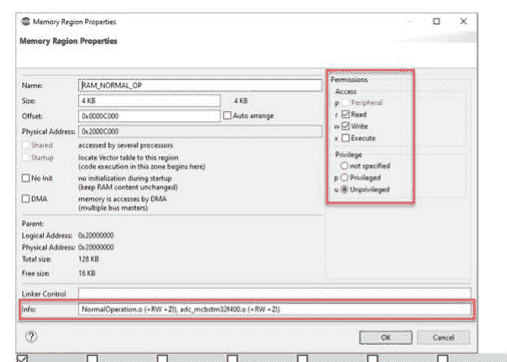 Memory Region Properties
Memory Region Properties
Name: RAM_NORMAL_OP
Size: 4 KB 4 KB
Offset: 0x0000C000 Auto arrange
Physical Address: 0x2000C000
Shared accessed by several processors
Startup locate Vector table to this region
(code execution in this zone begins here)
No Init no initialization during startup
(keep RAM content unchanged)
DMA memory is accesses by DMA
(multiple bus masters)
Parent:
Logical Address: 0x20000000
Physical Address: 0x20000000
Total size: 128 KB
Free size: 16 KB
Linker Control
Info: NormalOperation.o (+RW +ZI), adc_mcbstm32f400.o (+RW +ZI)
Permissions
Access
p Peripheral
r Read
w Write
x Execute
Privilege
not specified
p Privileged
u Unprivileged
OK Cancel